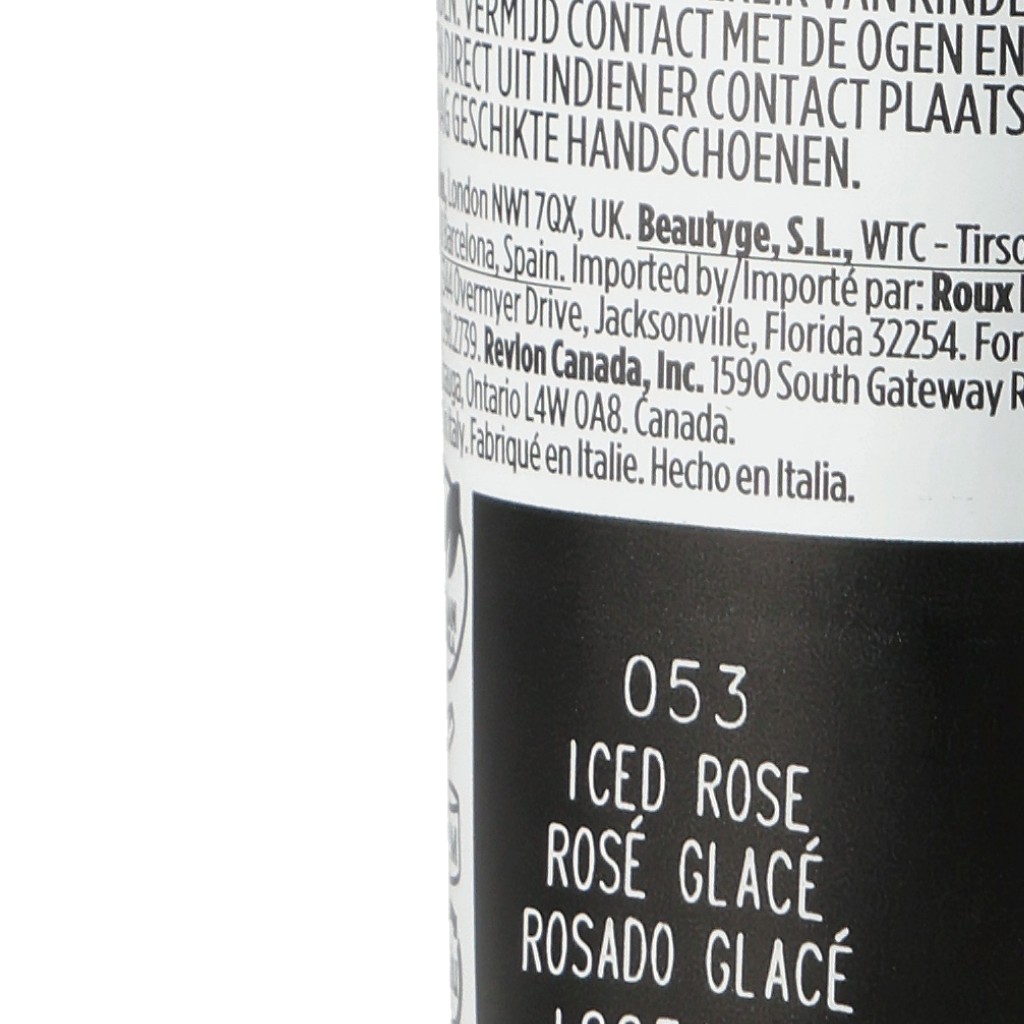 VERMIJD CONTACT MET DE OGEN EN
DIRECT UIT INDIEN ER CONTACT PLAATS
GESCHIKTE HANDSCHOENEN.
London NW1 7QX, UK. Beautyge, S.L., WTC - Tirso
Barcelona, Spain. Imported by/Importé par: Roux
Overmyer Drive, Jacksonville, Florida 32254. For
2739. Revlon Canada, Inc. 1590 South Gateway R
Ontario L4W 0A8. Canada.
Italy. Fabriqué en Italie. Hecho en Italia.
053
ICED ROSE
ROSÉ GLACÉ
ROSADO GLACÉ